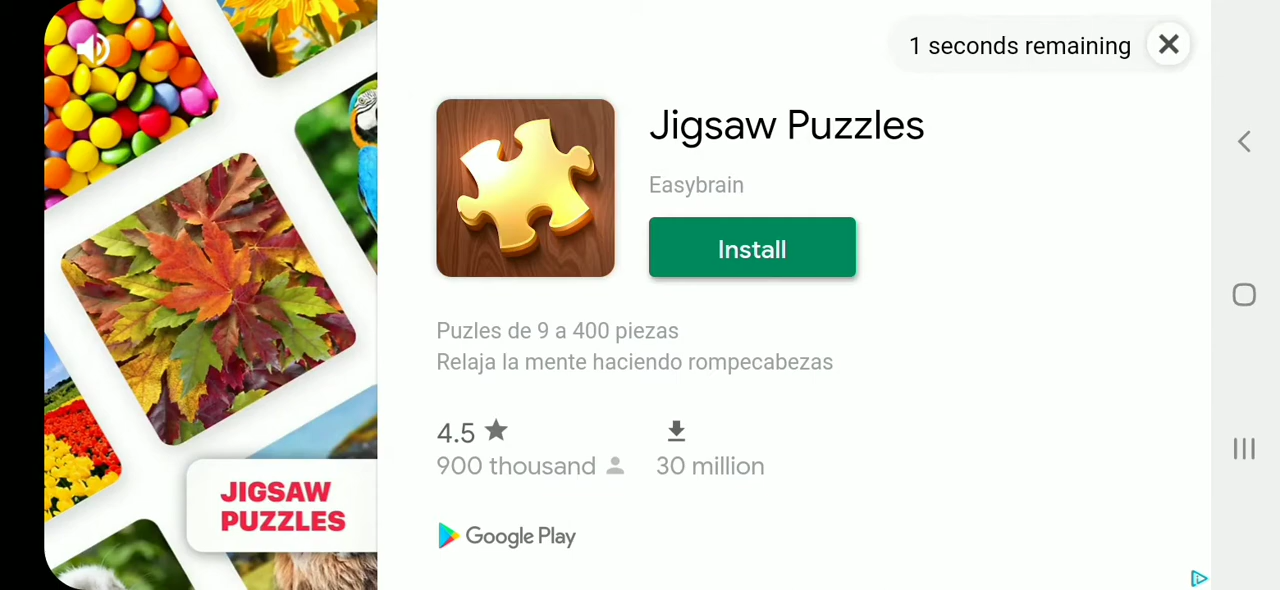 1 seconds remaining
Jigsaw Puzzles
Easybrain
Install
Puzles de 9 a 400 piezas
Relaja la mente haciendo rompecabezas
4.5
900 thousand
30 million
Google Play
JIGSAW
PUZZLES